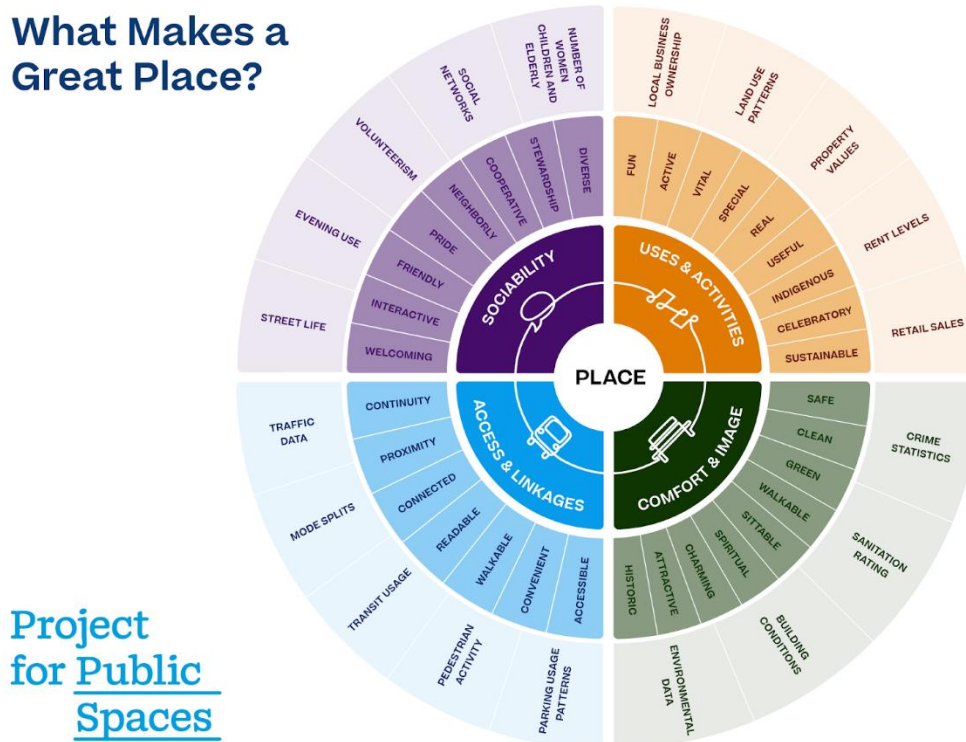 What Makes a
Great Place?
PLACE
SOCIABILITY
USES & ACTIVITIES
COMFORT & IMAGE
ACCESS & LINKAGES
WELCOMING
INTERACTIVE
FRIENDLY
PRIDE
NEIGHBORLY
COOPERATIVE
STEWARDSHIP
DIVERSE
STREET LIFE
EVENING USE
VOLUNTEERISM
SOCIAL
NETWORKS
NUMBER OF
WOMEN
CHILDREN AND
ELDERLY
FUN
ACTIVE
VITAL
SPECIAL
REAL
USEFUL
INDIGENOUS
CELEBRATORY
SUSTAINABLE
LOCAL BUSINESS
OWNERSHIP
LAND USE
PATTERNS
PROPERTY
VALUES
RENT LEVELS
RETAIL SALES
SAFE
CLEAN
GREEN
WALKABLE
SITTABLE
SPIRITUAL
CHARMING
ATTRACTIVE
HISTORIC
CRIME
STATISTICS
SANITATION
RATING
BUILDING
CONDITIONS
ENVIRONMENTAL
DATA
CONTINUITY
PROXIMITY
CONNECTED
READABLE
WALKABLE
CONVENIENT
ACCESSIBLE
TRAFFIC
DATA
MODE SPLITS
TRANSIT USAGE
PEDESTRIAN
ACTIVITY
PARKING USAGE
PATTERNS
Project
for Public
Spaces